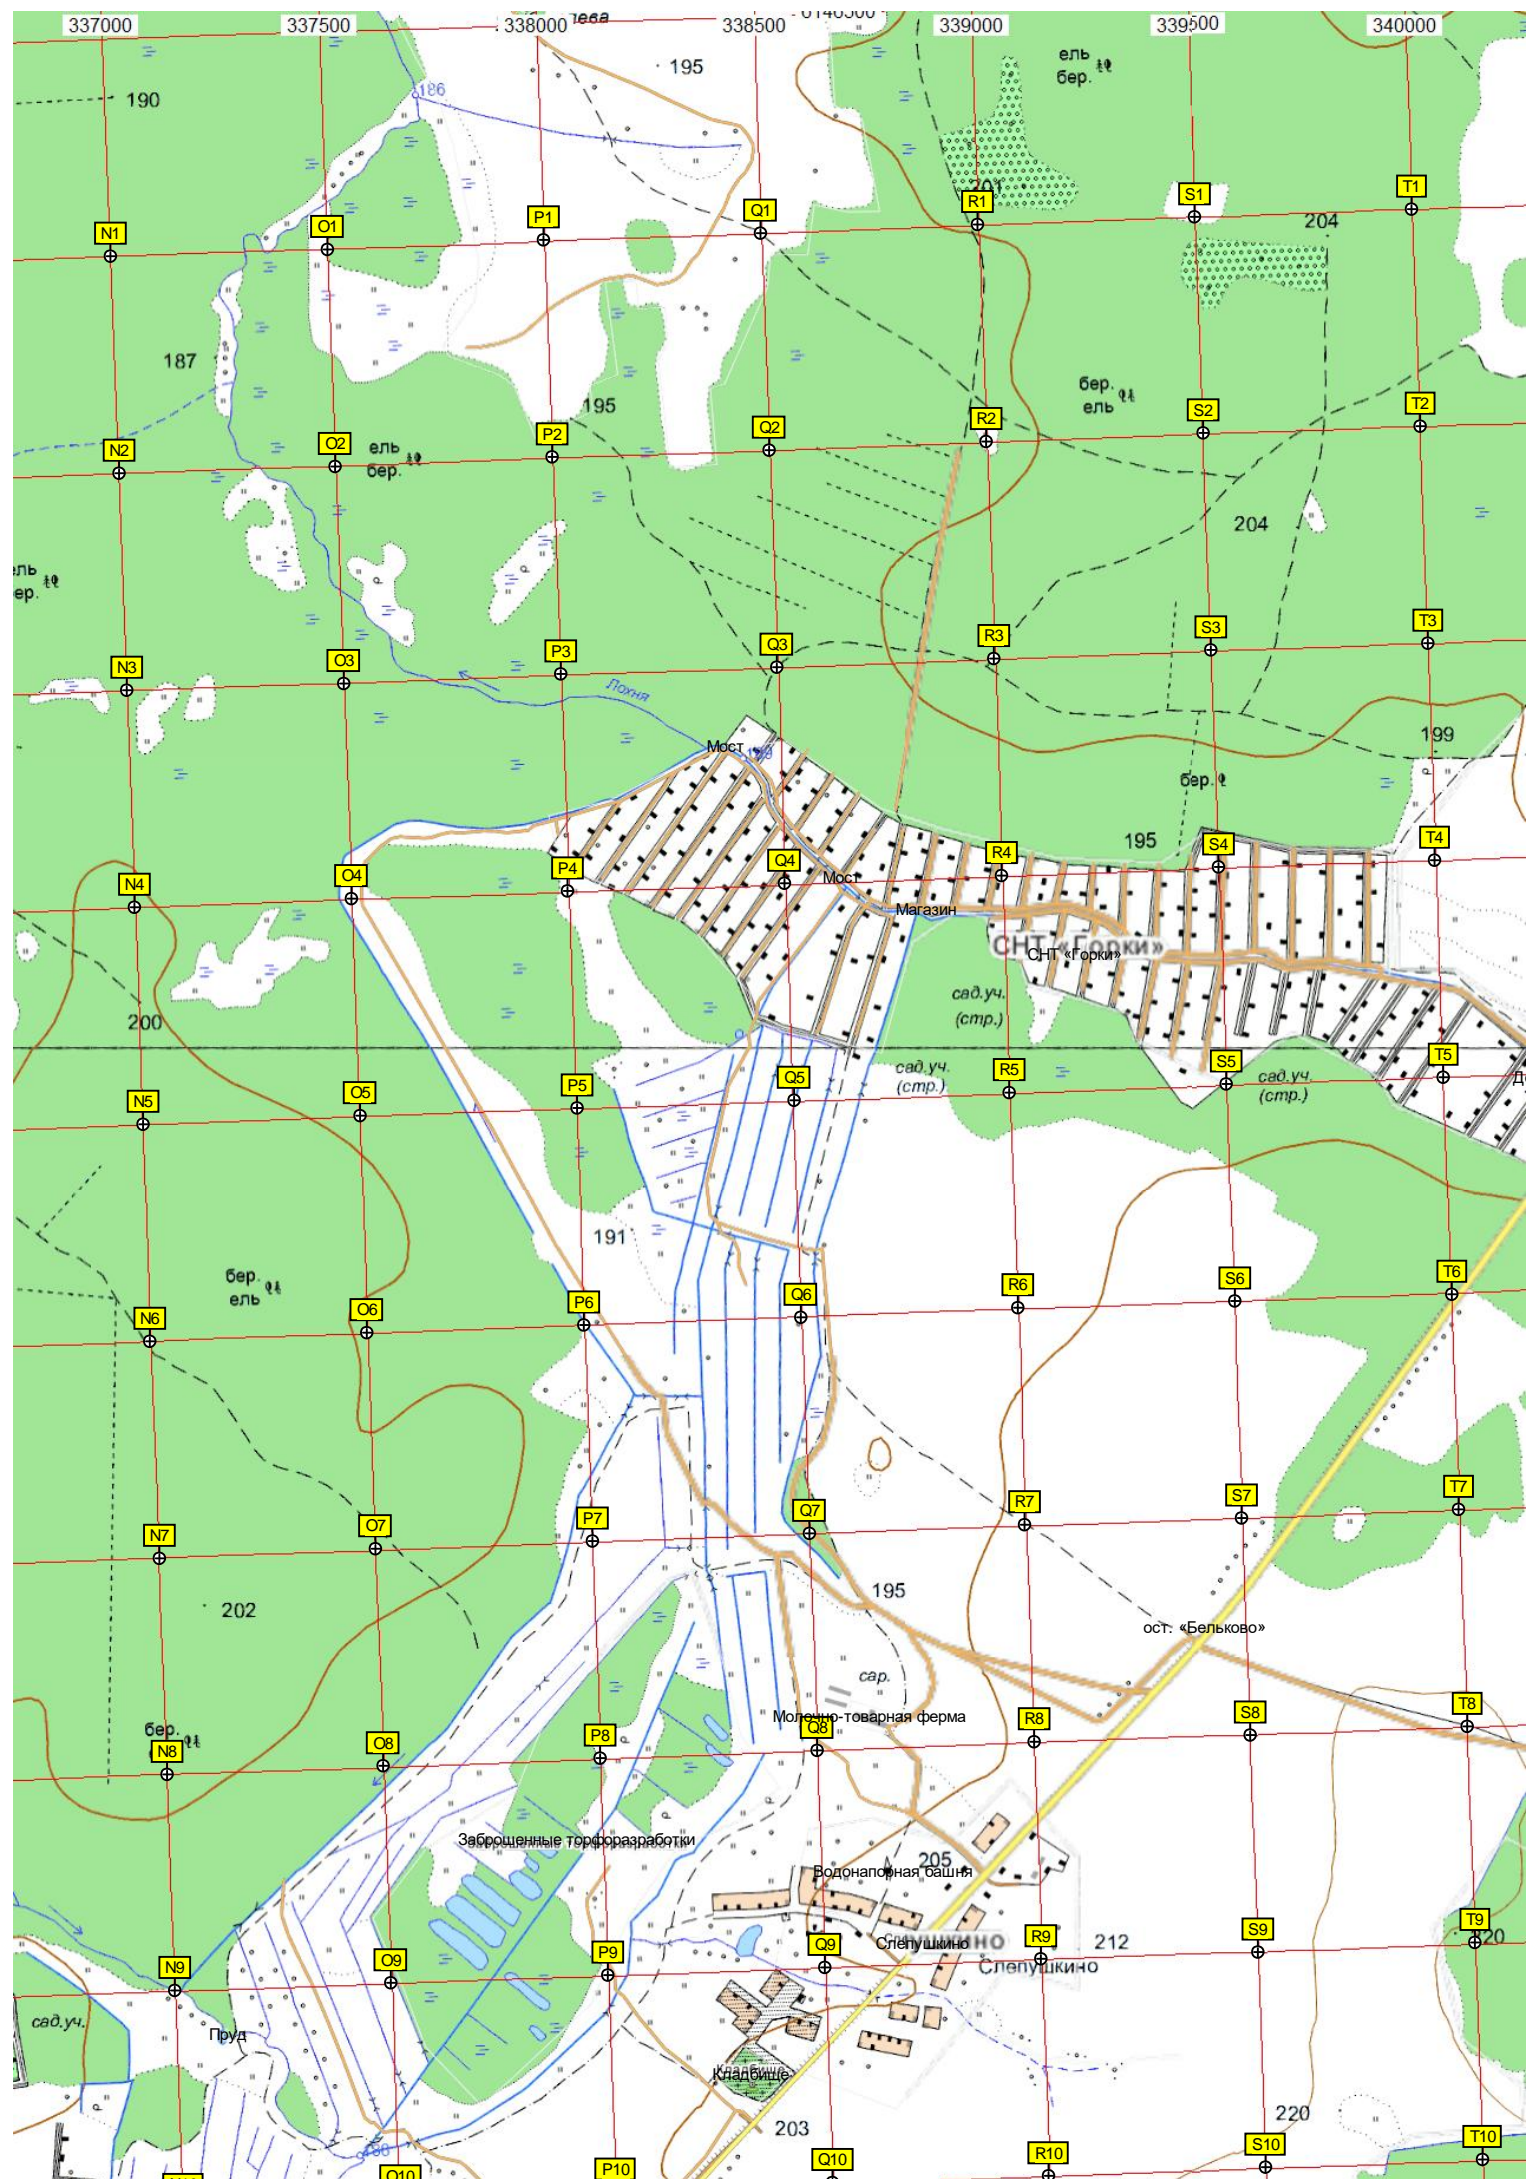 337000 337500 338000 338500 339000 339500 340000
ель
бер.
195
190
186
201
N1 O1 P1 Q1 R1 S1 T1
204
187
195
бер.
ель
N2 O2 P2 Q2 R2 S2 T2
ель
бер.
204
N3 O3 P3 Q3 R3 S3 T3
Лохня
199
Мост
бер.
195
N4 O4 P4 Q4 R4 S4 T4
Мост
Магазин
СНТ «Горки»
СНТ «Горки»
сад.уч.
(стр.)
200
сад.уч.
(стр.)
сад.уч.
(стр.)
N5 O5 P5 Q5 R5 S5 T5
191
бер.
ель
N6 O6 P6 Q6 R6 S6 T6
N7 O7 P7 Q7 R7 S7 T7
195
202
ост. «Бельково»
сар.
Молочно-товарная ферма
бер.
N8 O8 P8 Q8 R8 S8 T8
Заброшенные торфоразработки
205
Водонапорная башня
Слепушкино
212
Слепушкино
N9 O9 P9 Q9 R9 S9 T9
сад.уч.
Пруд
Кладбище
203
220
O10 P10 Q10 R10 S10 T10